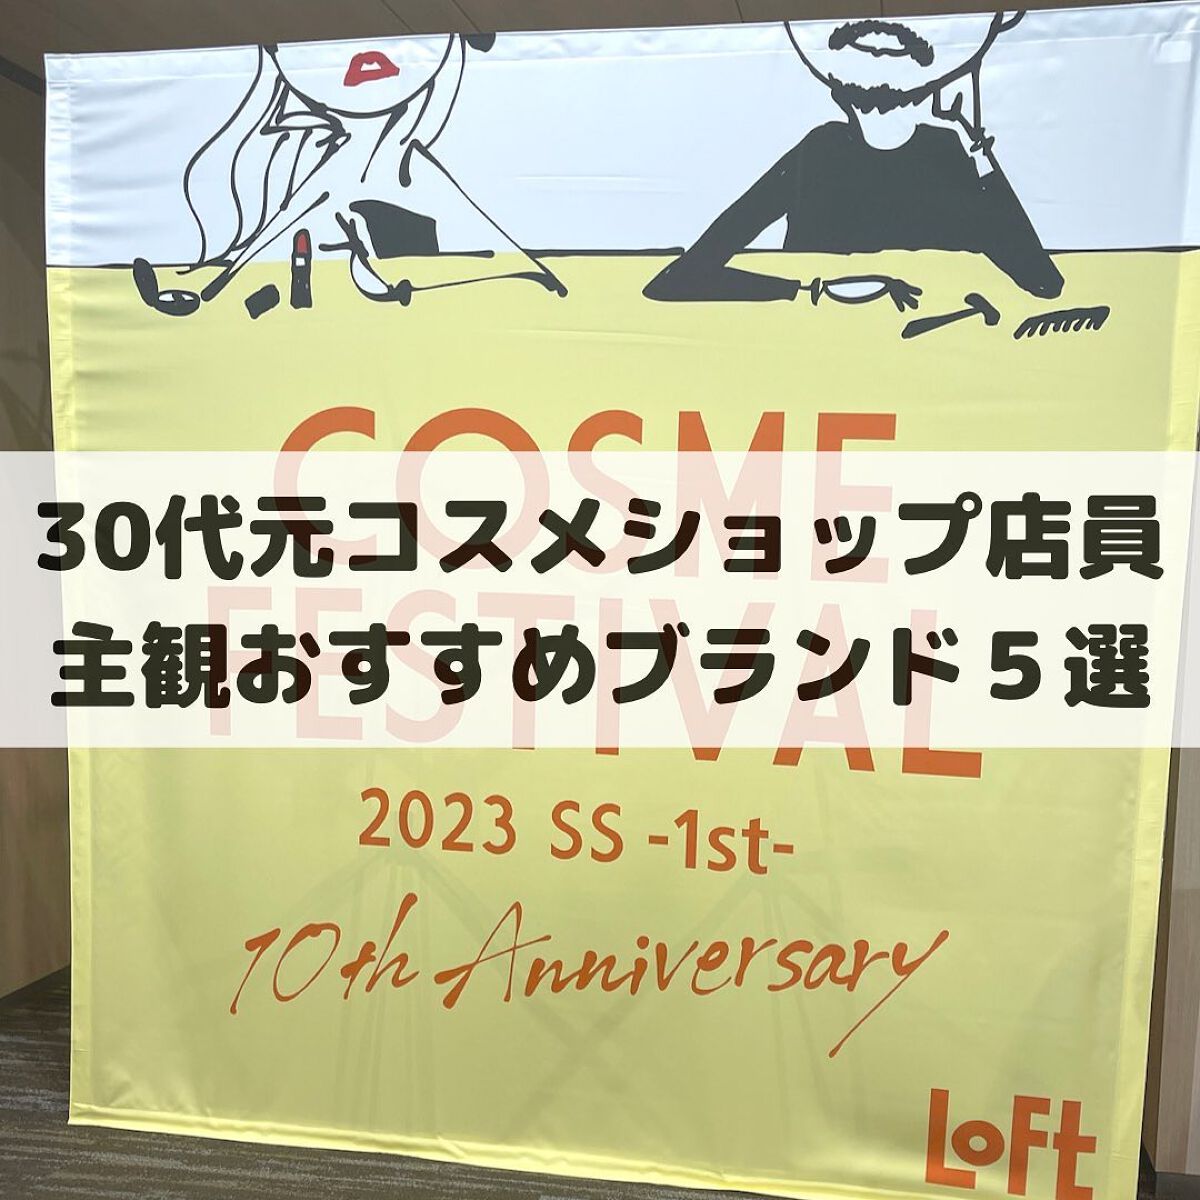 COSME
30代元コスメショップ店員
FESTIVAL
主観おすすめブランド５選
2023 SS -1st-
10th Anniversary
LOFt